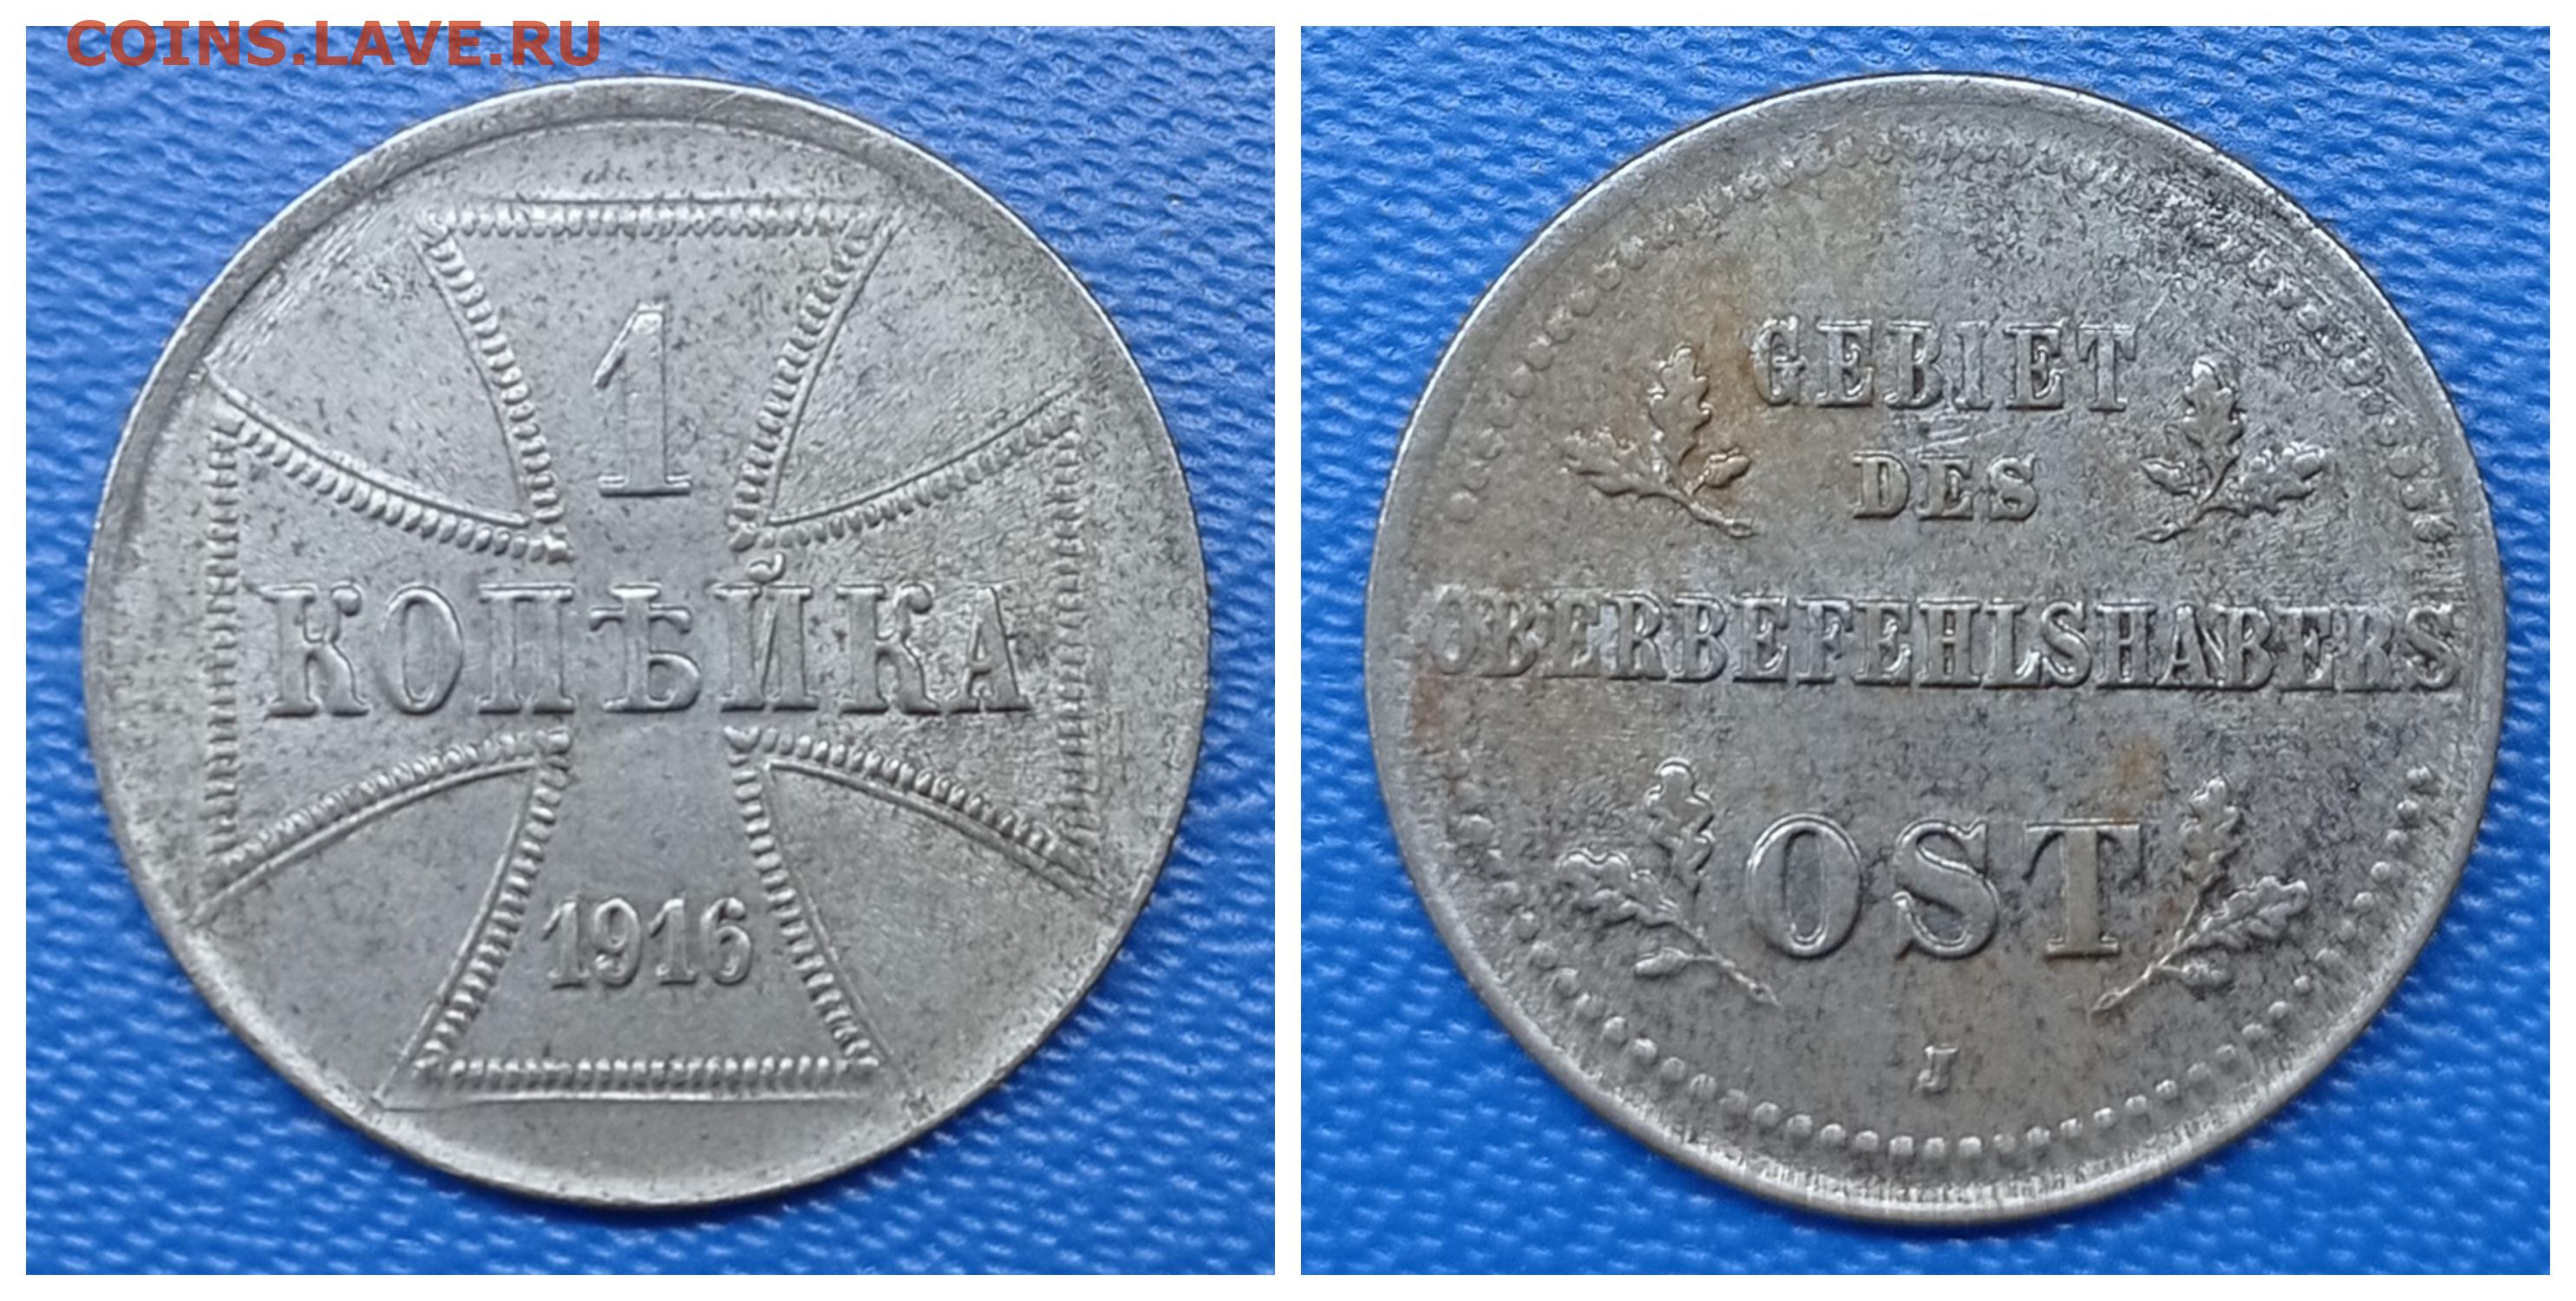 COINS.LAVE.RU
1
КОПѢЙКА
1916
GEBIET
DES
OBERBEFEHLSHABERS
OST
J